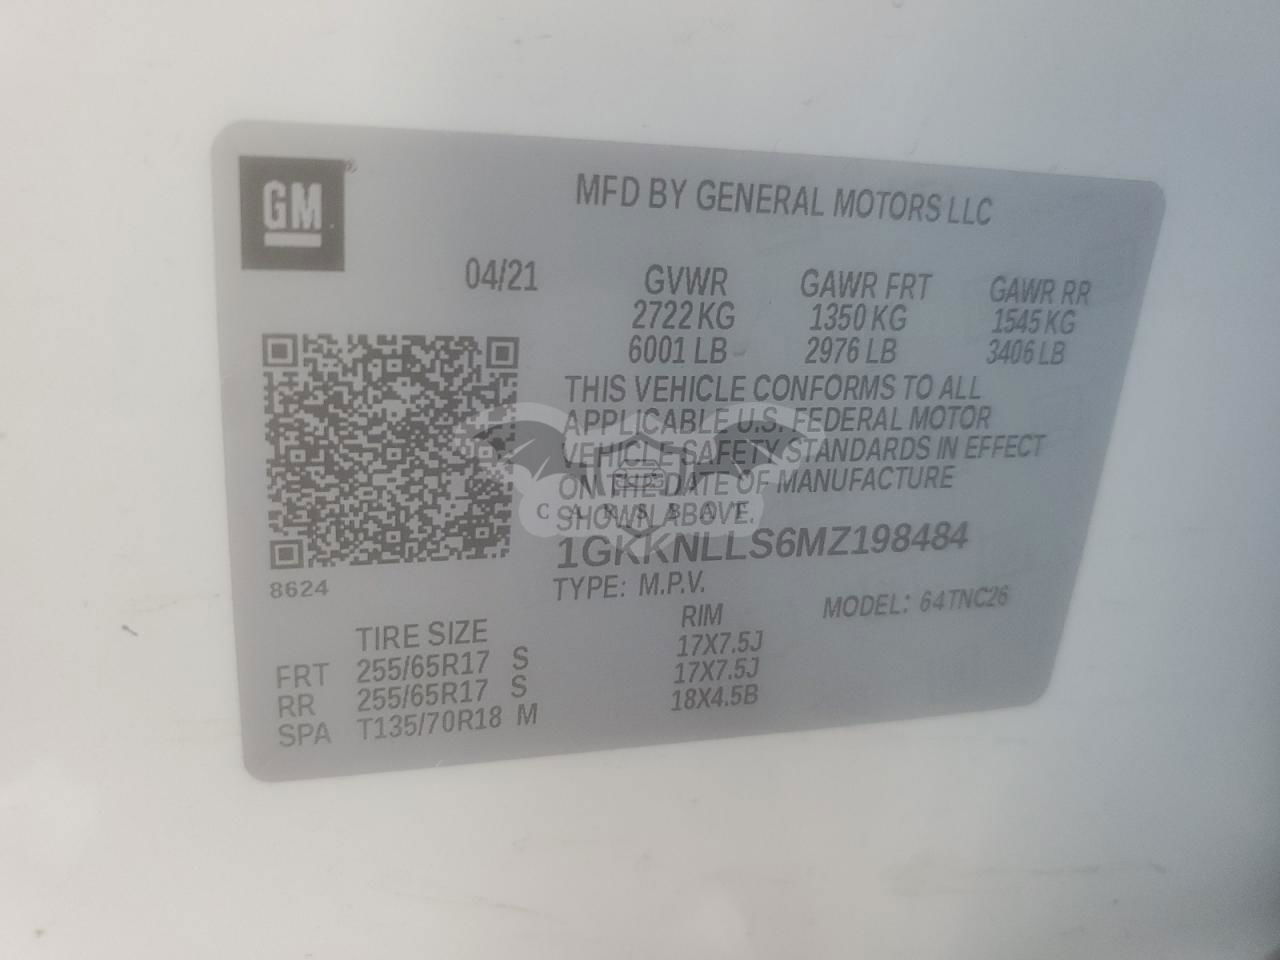 GM
MFD BY GENERAL MOTORS LLC
04/21 GVWR GAWR FRT GAWR RR
2722 KG 1350 KG 1545 KG
6001 LB 2976 LB 3406 LB
THIS VEHICLE CONFORMS TO ALL
APPLICABLE U.S. FEDERAL MOTOR
VEHICLE SAFETY STANDARDS IN EFFECT
ON THE DATE OF MANUFACTURE
SHOWN ABOVE.
CARSBAT
1GKKNLLS6MZ198484
8624 TYPE: M.P.V. MODEL: 64TNC26
TIRE SIZE RIM
FRT 255/65R17 S 17X7.5J
RR 255/65R17 S 17X7.5J
SPA T135/70R18 M 18X4.5B